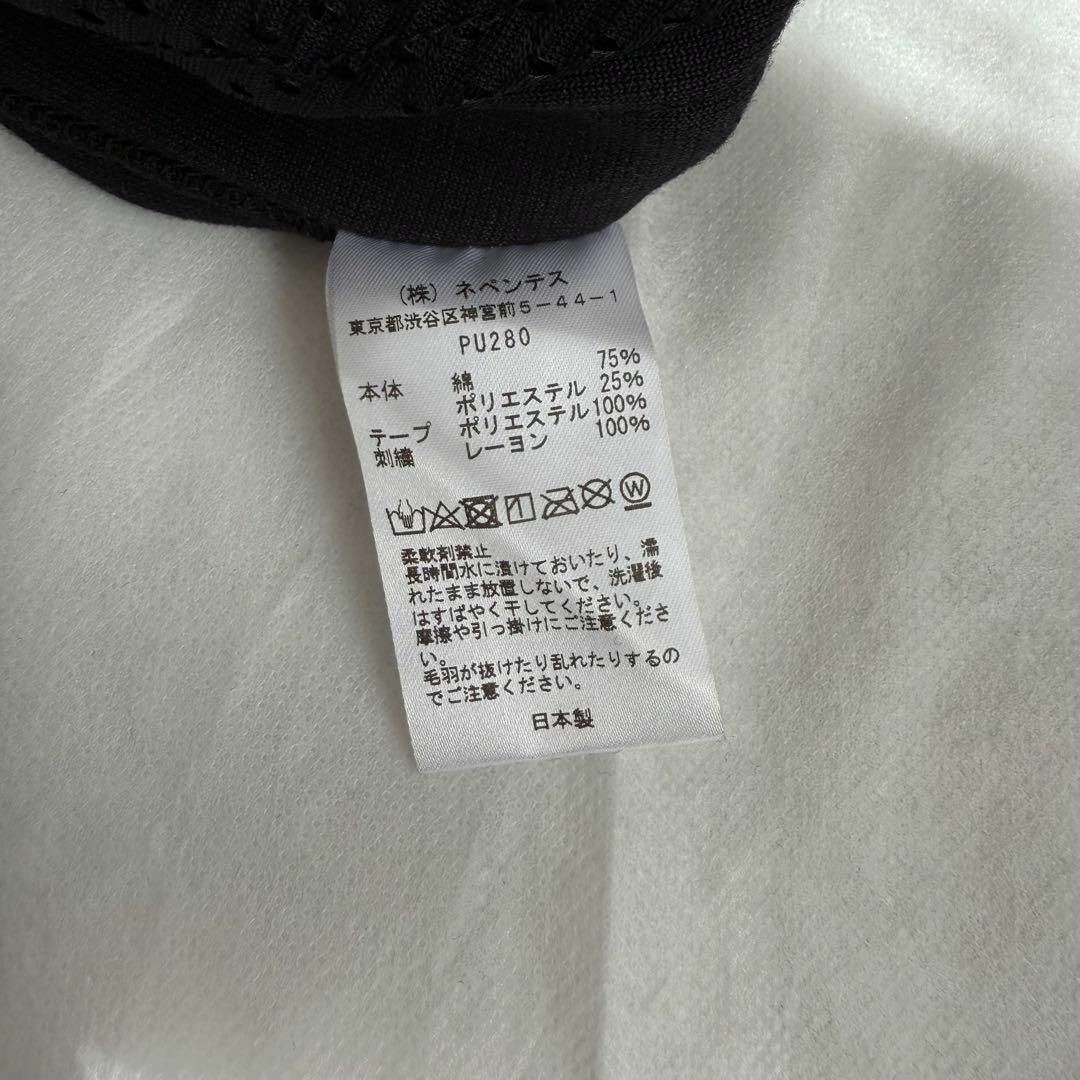 （株）ネペンテス
東京都渋谷区神宮前５－４４－１
PU280
本体 綿 75%
ポリエステル 25%
テープ ポリエステル 100%
刺繍 レーヨン 100%
W
柔軟剤禁止
長時間水に漬けておいたり、濡
れたまま放置しないで、洗濯後
はすばやく干してください。
摩擦や引っ掛けにご注意くださ
い。
毛羽が抜けたり乱れたりするの
でご注意ください。
日本製